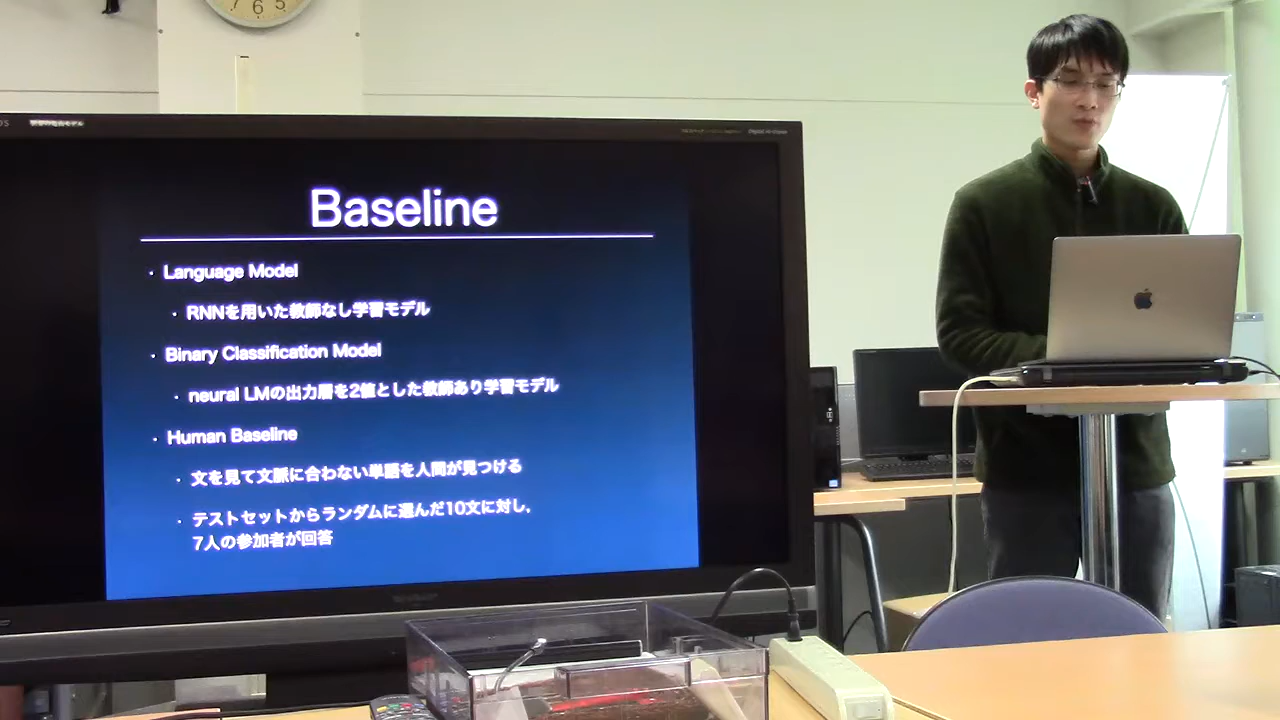 7 6 5
Baseline
・Language Model
・RNNを用いた教師なし学習モデル
・Binary Classification Model
・neural LMの出力層を2値とした教師あり学習モデル
・Human Baseline
・文を見て文脈に合わない単語を人間が見つける
・テストセットからランダムに選んだ10文に対し,
7人の参加者が回答